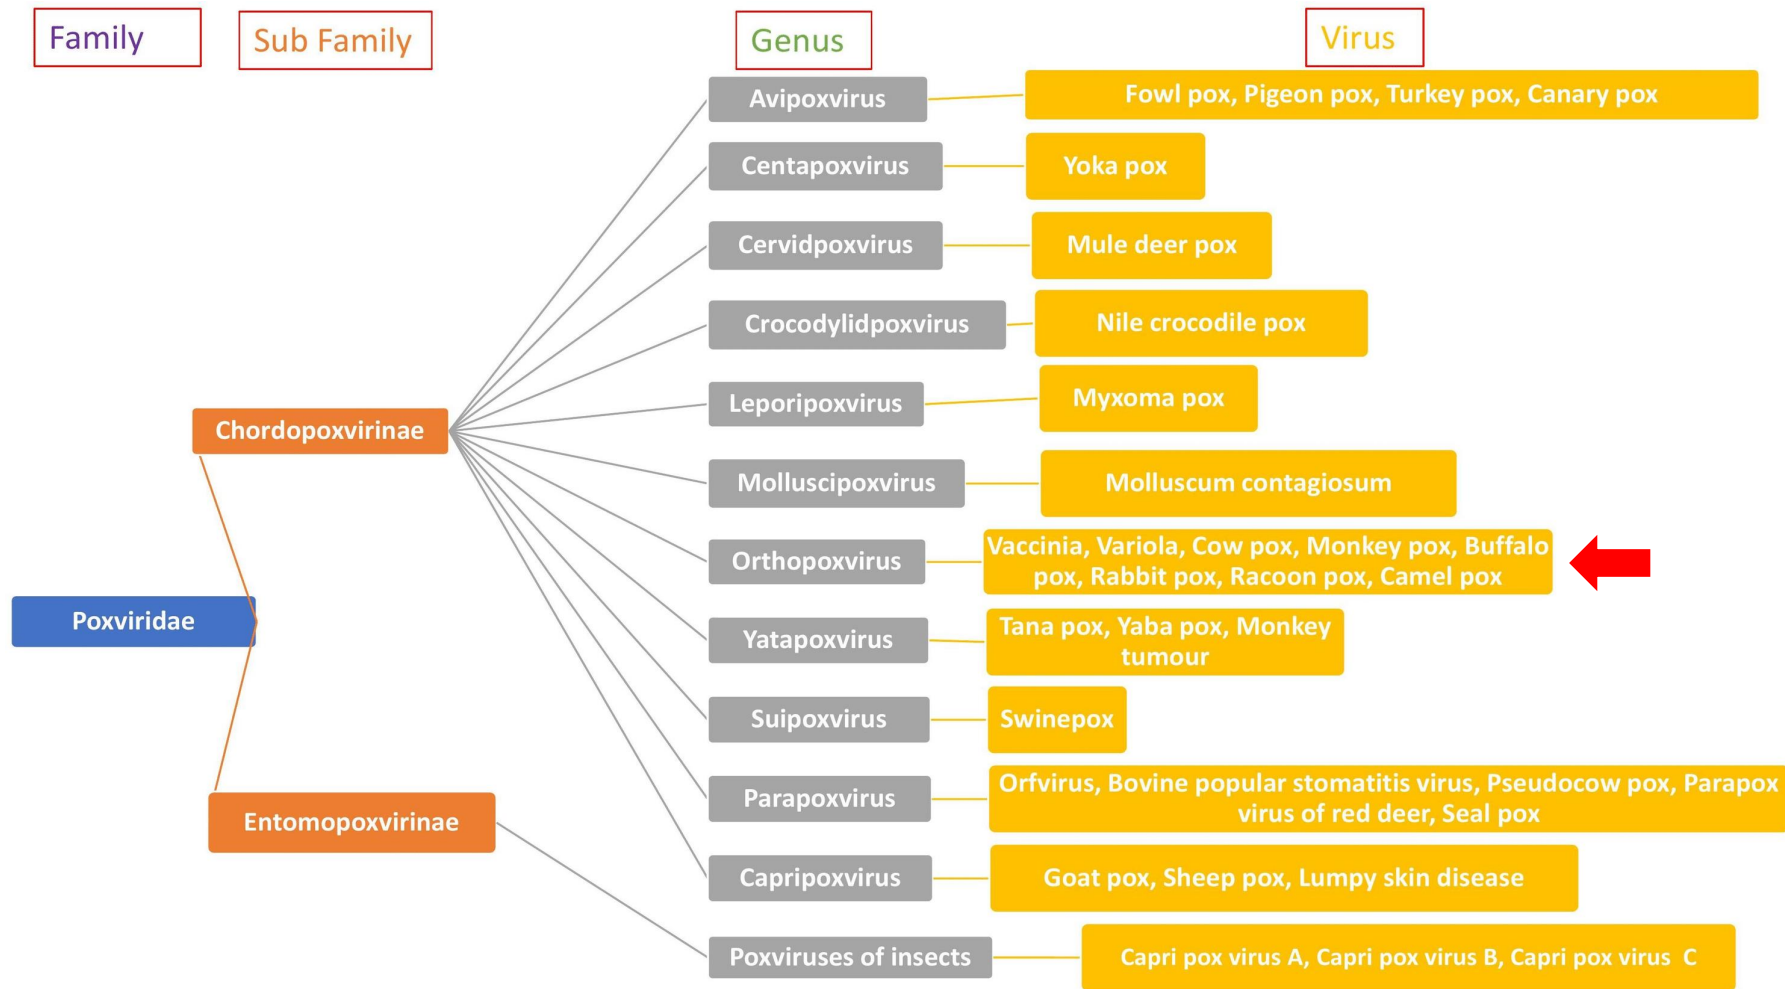 Family
Sub Family
Genus
Virus
Avipoxvirus
Fowl pox, Pigeon pox, Turkey pox, Canary pox
Centapoxvirus
Yoka pox
Cervidpoxvirus
Mule deer pox
Crocodylidpoxvirus
Nile crocodile pox
Leporipoxvirus
Myxoma pox
Chordopoxvirinae
Molluscipoxvirus
Molluscum contagiosum
Orthopoxvirus
Vaccinia, Variola, Cow pox, Monkey pox, Buffalo
pox, Rabbit pox, Racoon pox, Camel pox
Poxviridae
Yatapoxvirus
Tana pox, Yaba pox, Monkey
tumour
Suipoxvirus
Swinepox
Entomopoxvirinae
Parapoxvirus
Orfvirus, Bovine popular stomatitis virus, Pseudocow pox, Parapox
virus of red deer, Seal pox
Capripoxvirus
Goat pox, Sheep pox, Lumpy skin disease
Poxviruses of insects
Capri pox virus A, Capri pox virus B, Capri pox virus C